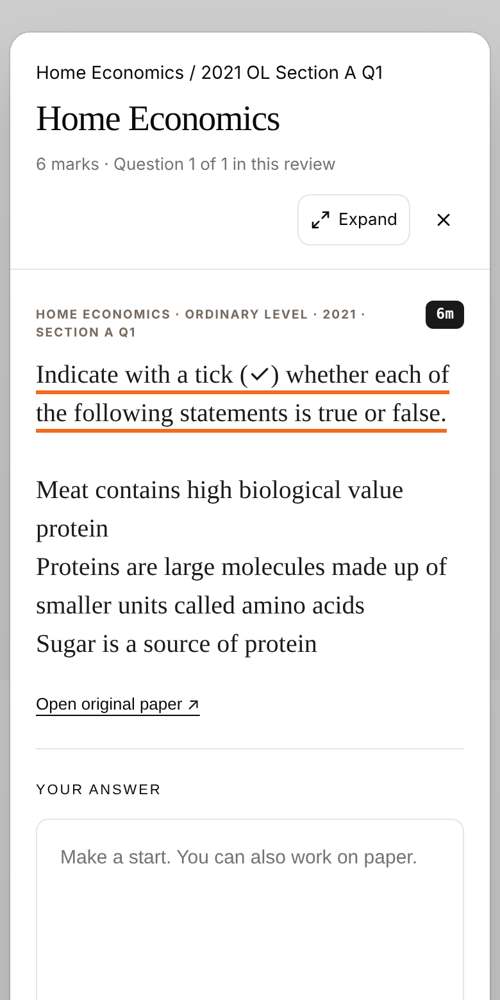 Home Economics / 2021 OL Section A Q1
Home Economics
6 marks · Question 1 of 1 in this review
Expand
HOME ECONOMICS · ORDINARY LEVEL · 2021 ·
SECTION A Q1
6m
Indicate with a tick (✓) whether each of
the following statements is true or false.
Meat contains high biological value
protein
Proteins are large molecules made up of
smaller units called amino acids
Sugar is a source of protein
Open original paper ↗
YOUR ANSWER
Make a start. You can also work on paper.